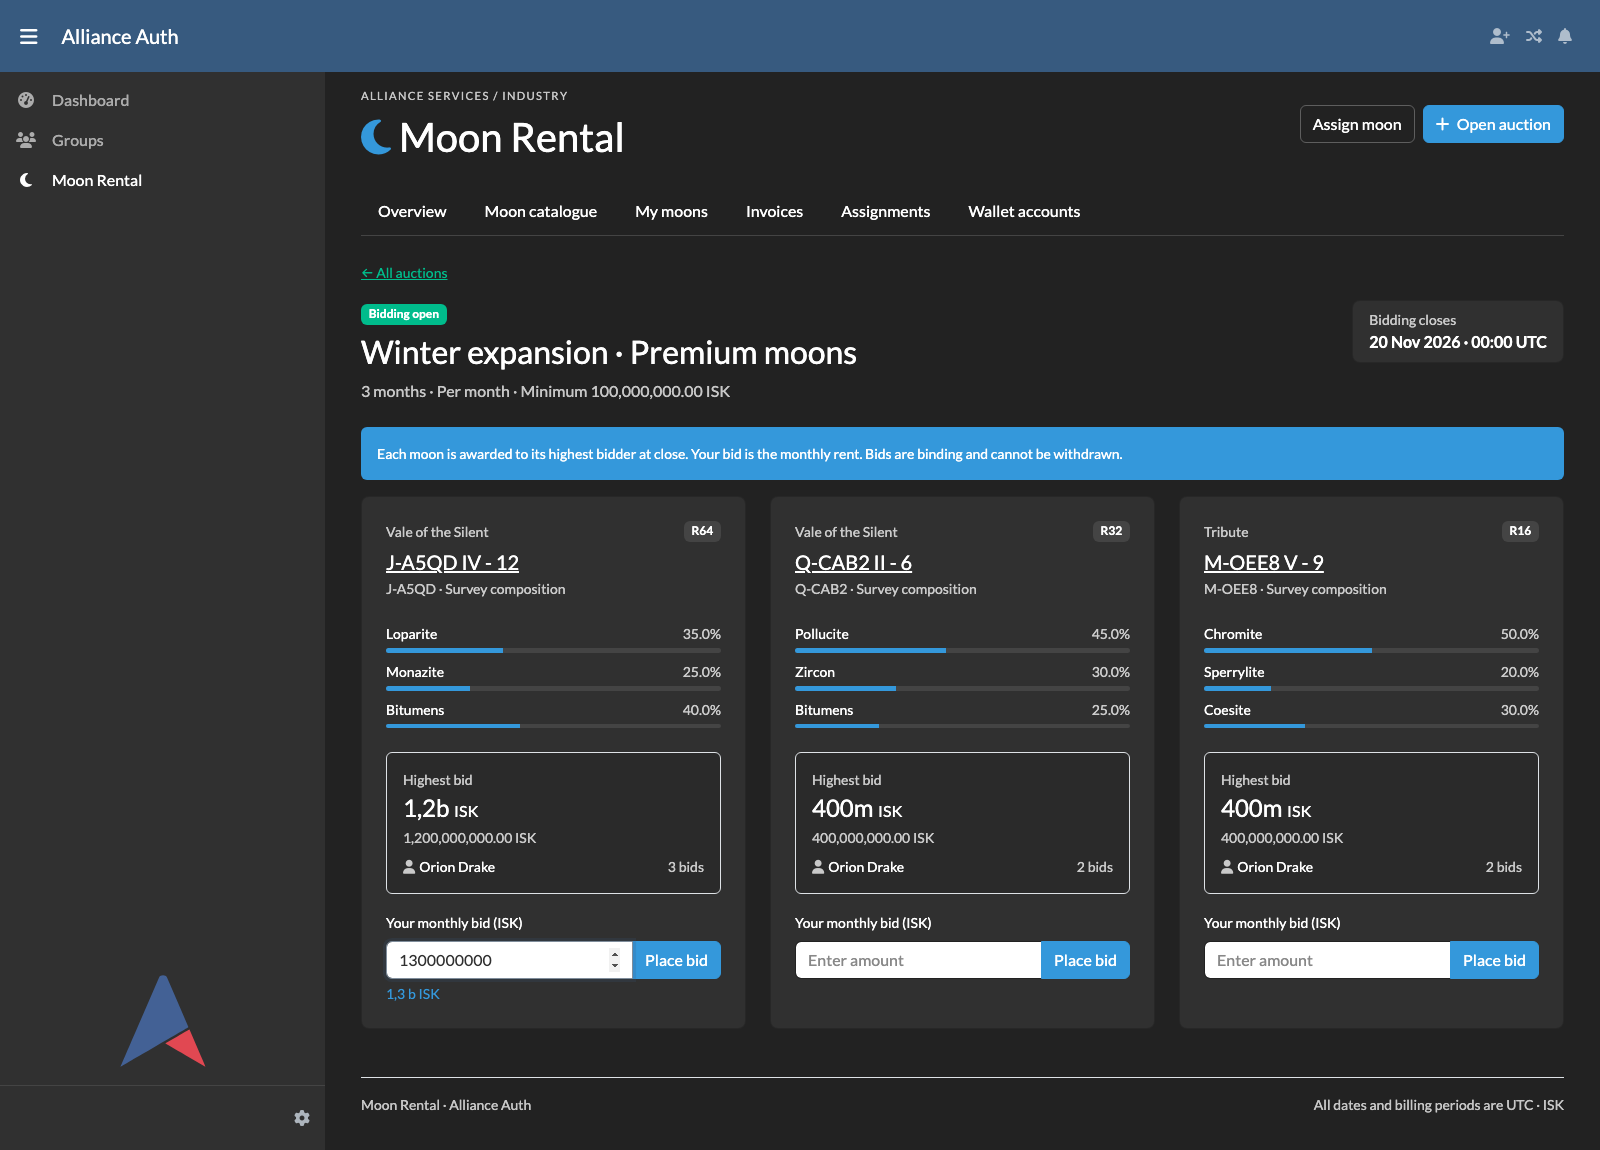 Alliance Auth
Dashboard
Groups
Moon Rental
ALLIANCE SERVICES / INDUSTRY
Moon Rental
Assign moon
+ Open auction
Overview
Moon catalogue
My moons
Invoices
Assignments
Wallet accounts
← All auctions
Bidding open
Winter expansion · Premium moons
3 months · Per month · Minimum 100,000,000.00 ISK
Bidding closes
20 Nov 2026 · 00:00 UTC
Each moon is awarded to its highest bidder at close. Your bid is the monthly rent. Bids are binding and cannot be withdrawn.
Vale of the Silent
R64
J-A5QD IV - 12
J-A5QD · Survey composition
Loparite 35.0%
Monazite 25.0%
Bitumens 40.0%
Highest bid
1,2b ISK
1,200,000,000.00 ISK
Orion Drake 3 bids
Your monthly bid (ISK)
1300000000 Place bid
1,3 b ISK
Vale of the Silent
R32
Q-CAB2 II - 6
Q-CAB2 · Survey composition
Pollucite 45.0%
Zircon 30.0%
Bitumens 25.0%
Highest bid
400m ISK
400,000,000.00 ISK
Orion Drake 2 bids
Your monthly bid (ISK)
Enter amount Place bid
Tribute
R16
M-OEE8 V - 9
M-OEE8 · Survey composition
Chromite 50.0%
Sperrylite 20.0%
Coesite 30.0%
Highest bid
400m ISK
400,000,000.00 ISK
Orion Drake 2 bids
Your monthly bid (ISK)
Enter amount Place bid
Moon Rental · Alliance Auth
All dates and billing periods are UTC · ISK